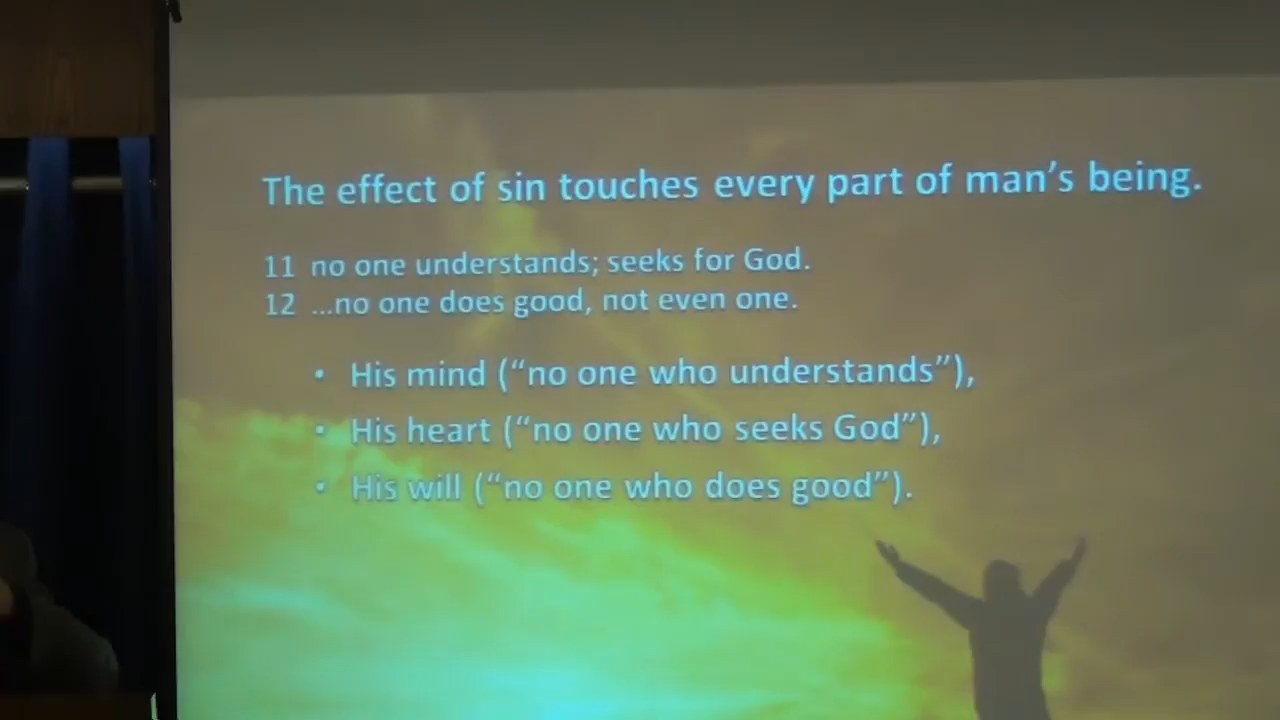 The effect of sin touches every part of man's being.
11 no one understands; seeks for God.
12 ...no one does good, not even one.
• His mind (“no one who understands”),
• His heart (“no one who seeks God”),
• His will (“no one who does good”).